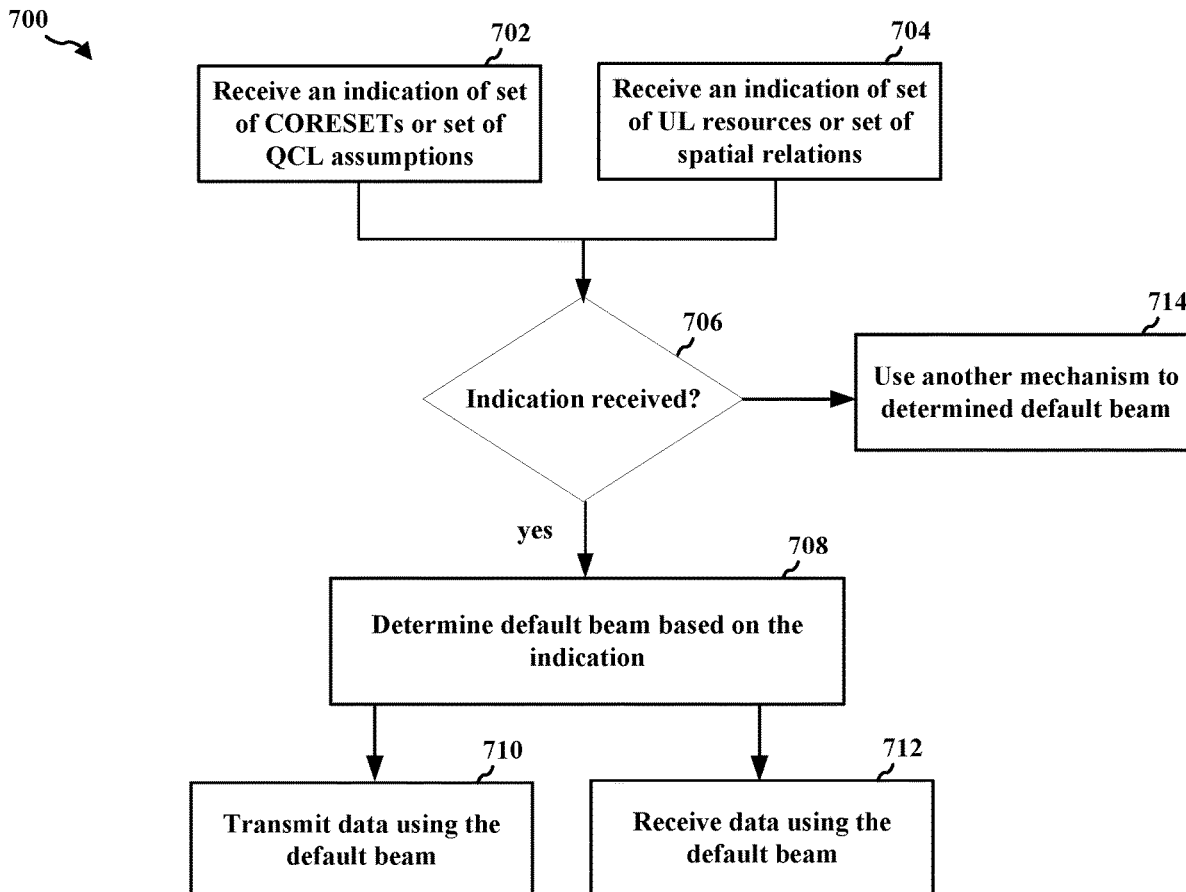 700
702
Receive an indication of set
of CORESETs or set of
QCL assumptions
704
Receive an indication of set
of UL resources or set of
spatial relations
706
Indication received?
714
Use another mechanism to
determined default beam
yes
708
Determine default beam based on the
indication
710
Transmit data using the
default beam
712
Receive data using the
default beam